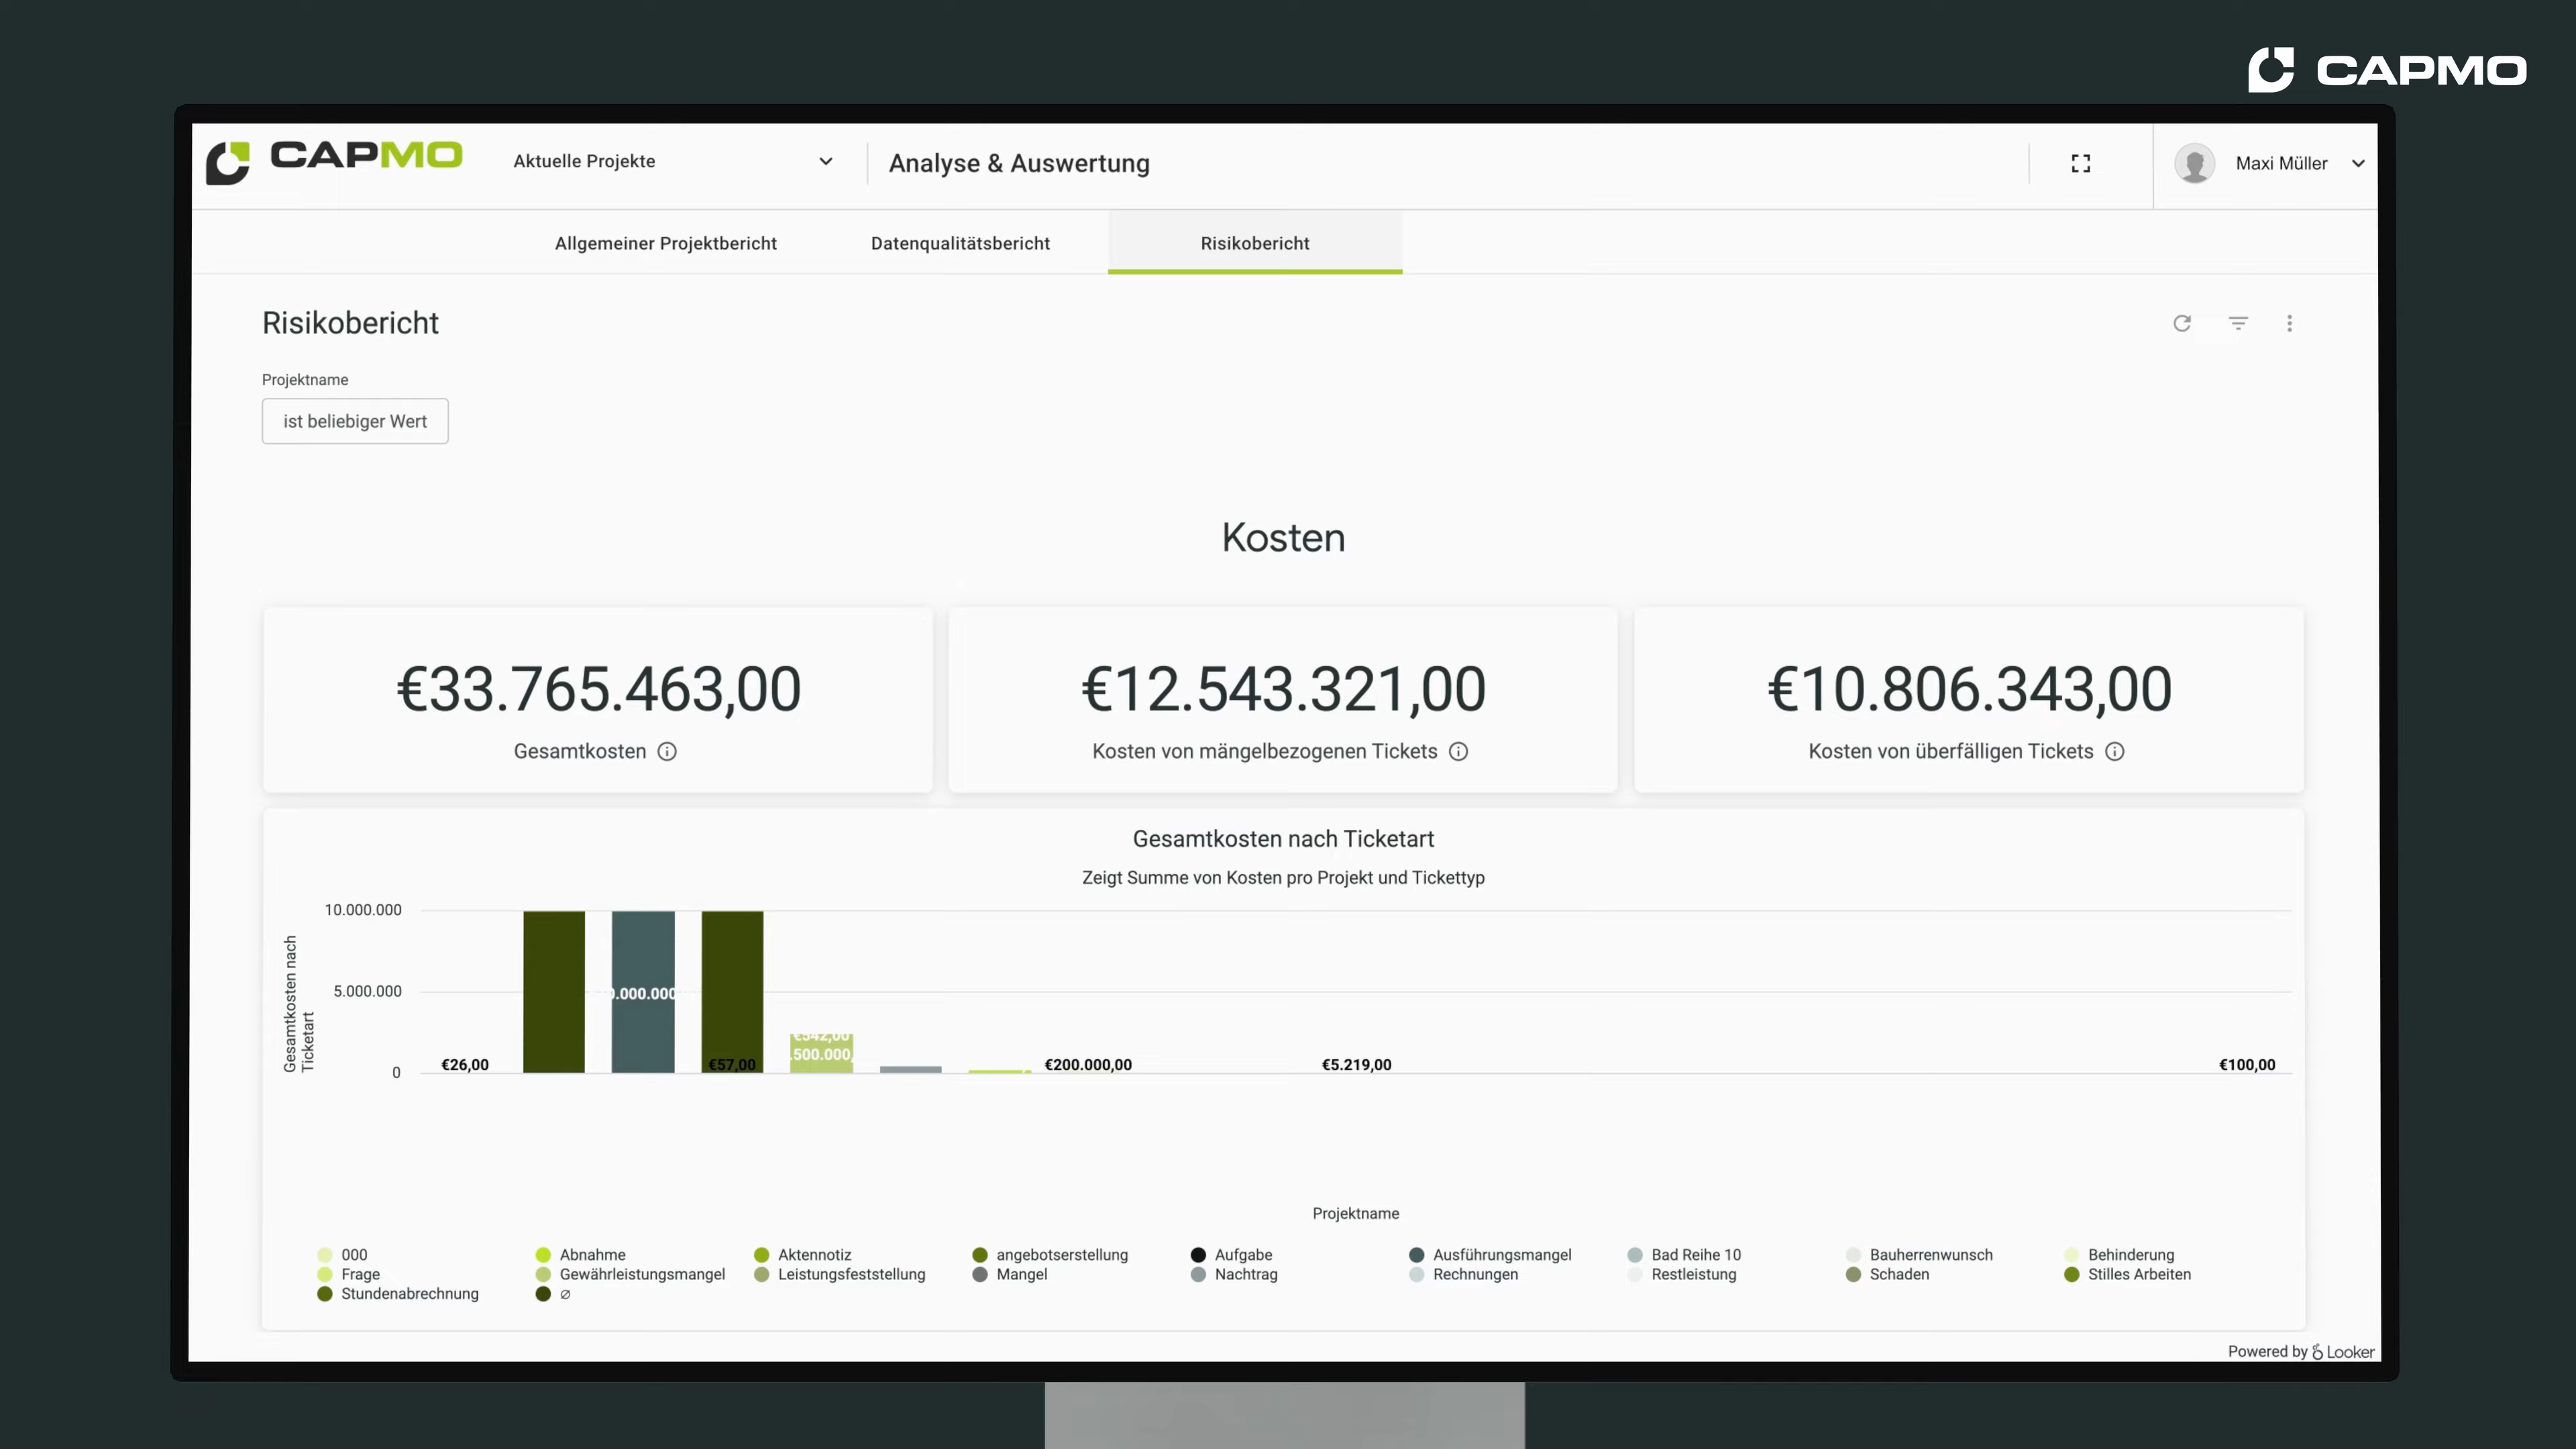 CAPMO
CAPMO
Aktuelle Projekte
Analyse & Auswertung
Maxi Müller
Allgemeiner Projektbericht
Datenqualitätsbericht
Risikobericht
Risikobericht
Projektname
ist beliebiger Wert
Kosten
€33.765.463,00
Gesamtkosten
€12.543.321,00
Kosten von mängelbezogenen Tickets
€10.806.343,00
Kosten von überfälligen Tickets
Gesamtkosten nach Ticketart
Zeigt Summe von Kosten pro Projekt und Tickettyp
Gesamtkosten nach
Ticketart
10.000.000
5.000.000
0
€26,00
€57,00
€542,00
€200.000,00
€5.219,00
€100,00
Projektname
000
Abnahme
Aktennotiz
angebotserstellung
Aufgabe
Ausführungsmangel
Bad Reihe 10
Bauherrenwunsch
Behinderung
Frage
Gewährleistungsmangel
Leistungsfeststellung
Mangel
Nachtrag
Rechnungen
Restleistung
Schaden
Stilles Arbeiten
Stundenabrechnung
∅
Powered by Looker